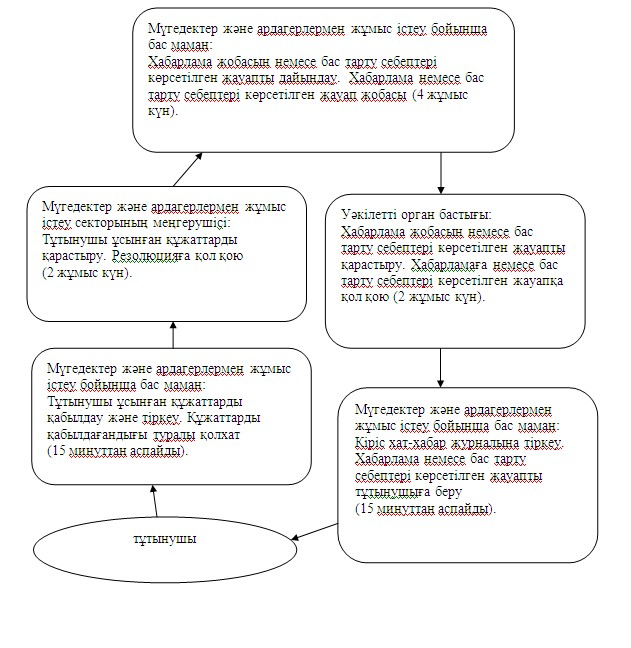 Мүгедектер және ардагерлермен жұмыс істеу бойынша
бас маман:
Хабарлама жобасын немесе бас тарту себептері
көрсетілген жауапты дайындау. Хабарлама немесе бас
тарту себептері көрсетілген жауап жобасы (4 жұмыс
күн).
Мүгедектер және ардагерлермен жұмыс
істеу секторының меңгерушісі:
Тұтынушы ұсынған құжаттарды
қарастыру. Резолюцияға қол қою
(2 жұмыс күн).
Уәкілетті орган бастығы:
Хабарлама жобасын немесе бас
тарту себептері көрсетілген жауапты
қарастыру. Хабарламаға немесе бас
тарту себептері көрсетілген жауапқа
қол қою (2 жұмыс күн).
Мүгедектер және ардагерлермен жұмыс
істеу бойынша бас маман:
Тұтынушы ұсынған құжаттарды
қабылдау және тіркеу. Құжаттарды
қабылдағандығы туралы қолхат
(15 минуттан аспайды).
Мүгедектер және ардагерлермен
жұмыс істеу бойынша бас маман:
Кіріс хат-хабар журналына тіркеу.
Хабарлама немесе бас тарту
себептері көрсетілген жауапты
тұтынушыға беру
(15 минуттан аспайды).
тұтынушы